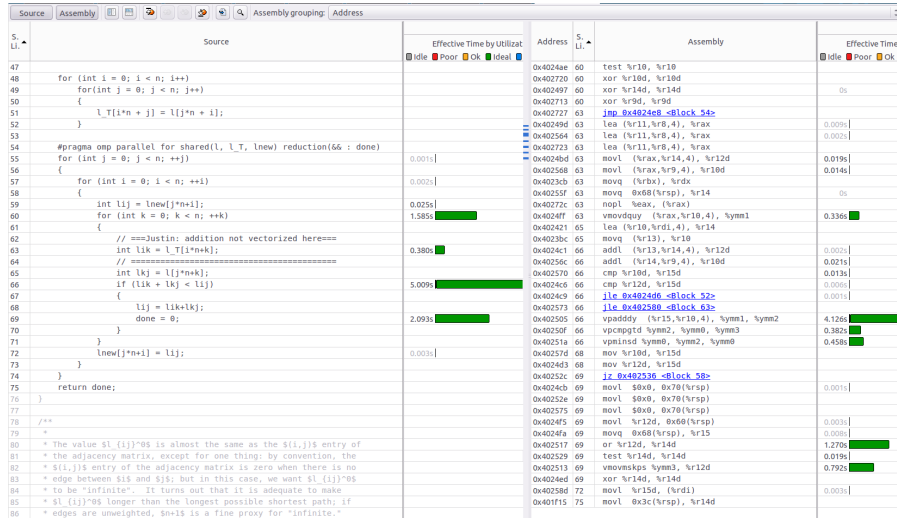 Source Assembly Assembly grouping: Address
S. Li. Source Effective Time by Utilizat
Idle Poor Ok Ideal
Address S. Li. Assembly Effective Time
Idle Poor Ok
47
48 for (int i = 0; i < n; i++)
49 for(int j = 0; j < n; j++)
50 {
51 l_T[i*n + j] = l[j*n + i];
52 }
53
54 #pragma omp parallel for shared(l, l_T, lnew) reduction(&& : done)
55 for (int j = 0; j < n; ++j) 0.001s
56 {
57 for (int i = 0; i < n; ++i) 0.002s
58 {
59 int lij = lnew[j*n+i]; 0.025s
60 for (int k = 0; k < n; ++k) 1.585s
61 {
62 // ===Justin: addition not vectorized here===
63 int lik = l_T[i*n+k]; 0.380s
64 // =========================================
65 int lkj = l[j*n+k];
66 if (lik + lkj < lij) 5.009s
67 {
68 lij = lik+lkj;
69 done = 0; 2.093s
70 }
71 }
72 lnew[j*n+i] = lij; 0.003s
73 }
74 }
75 return done;
76 }
77
78 /**
79 *
80 * The value $l_{ij}^0$ is almost the same as the $(i,j)$ entry of
81 * the adjacency matrix, except for one thing: by convention, the
82 * $(i,j)$ entry of the adjacency matrix is zero when there is no
83 * edge between $i$ and $j$; but in this case, we want $l_{ij}^0$
84 * to be "infinite". It turns out that it is adequate to make
85 * $l_{ij}^0$ longer than the longest possible shortest path; if
86 * edges are unweighted, $n+1$ is a fine proxy for "infinite."
0x4024ae 60 test %r10, %r10
0x402720 60 xor %r10d, %r10d
0x402497 60 xor %r14d, %r14d 0s
0x402713 60 xor %r9d, %r9d
0x402727 63 jmp 0x4024e8 <Block 54>
0x40249d 63 lea (%r11,%r8,4), %rax 0.009s
0x402564 63 lea (%r11,%r8,4), %rax 0.002s
0x402723 63 lea (%r11,%r8,4), %rax
0x4024bd 63 movl (%rax,%r14,4), %r12d 0.019s
0x402568 63 movl (%rax,%r9,4), %r10d 0.014s
0x4023cb 63 movq (%rbx), %rdx
0x40255f 63 movq 0x68(%rsp), %r14 0s
0x40272c 63 nopl %eax, (%rax)
0x4024ff 63 vmovdquy (%rax,%r10,4), %ymm1 0.336s
0x402421 65 lea (%r10,%rdi,4), %r14
0x4023bc 65 movq (%r13), %r10
0x4024c1 66 addl (%r13,%r14,4), %r12d 0.002s
0x40256c 66 addl (%r14,%r9,4), %r10d 0.021s
0x402570 66 cmp %r10d, %r15d 0.013s
0x4024c6 66 cmp %r12d, %r15d 0.006s
0x4024c9 66 jle 0x4024d6 <Block 52> 0.001s
0x402573 66 jle 0x402580 <Block 63>
0x402505 66 vpadddy (%r15,%r10,4), %ymm1, %ymm2 4.126s
0x40250f 66 vpcmpgtd %ymm2, %ymm0, %ymm3 0.382s
0x40251a 66 vpminsd %ymm0, %ymm2, %ymm0 0.458s
0x40257d 68 mov %r10d, %r15d
0x4024d3 68 mov %r12d, %r15d
0x40252c 69 jz 0x402536 <Block 58>
0x4024cb 69 movl $0x0, 0x70(%rsp) 0.001s
0x40252e 69 movl $0x0, 0x70(%rsp)
0x402575 69 movl $0x0, 0x70(%rsp)
0x4024f5 69 movl %r12d, 0x60(%rsp) 0.003s
0x4024fa 69 movq 0x68(%rsp), %r15 0.008s
0x402517 69 or %r12d, %r14d 1.270s
0x402529 69 test %r14d, %r14d 0.019s
0x402513 69 vmovmskps %ymm3, %r12d 0.792s
0x4024ed 69 xor %r14d, %r14d
0x40258d 72 movl %r15d, (%rdi) 0.003s
0x401f15 75 movl 0x3c(%rsp), %r14d